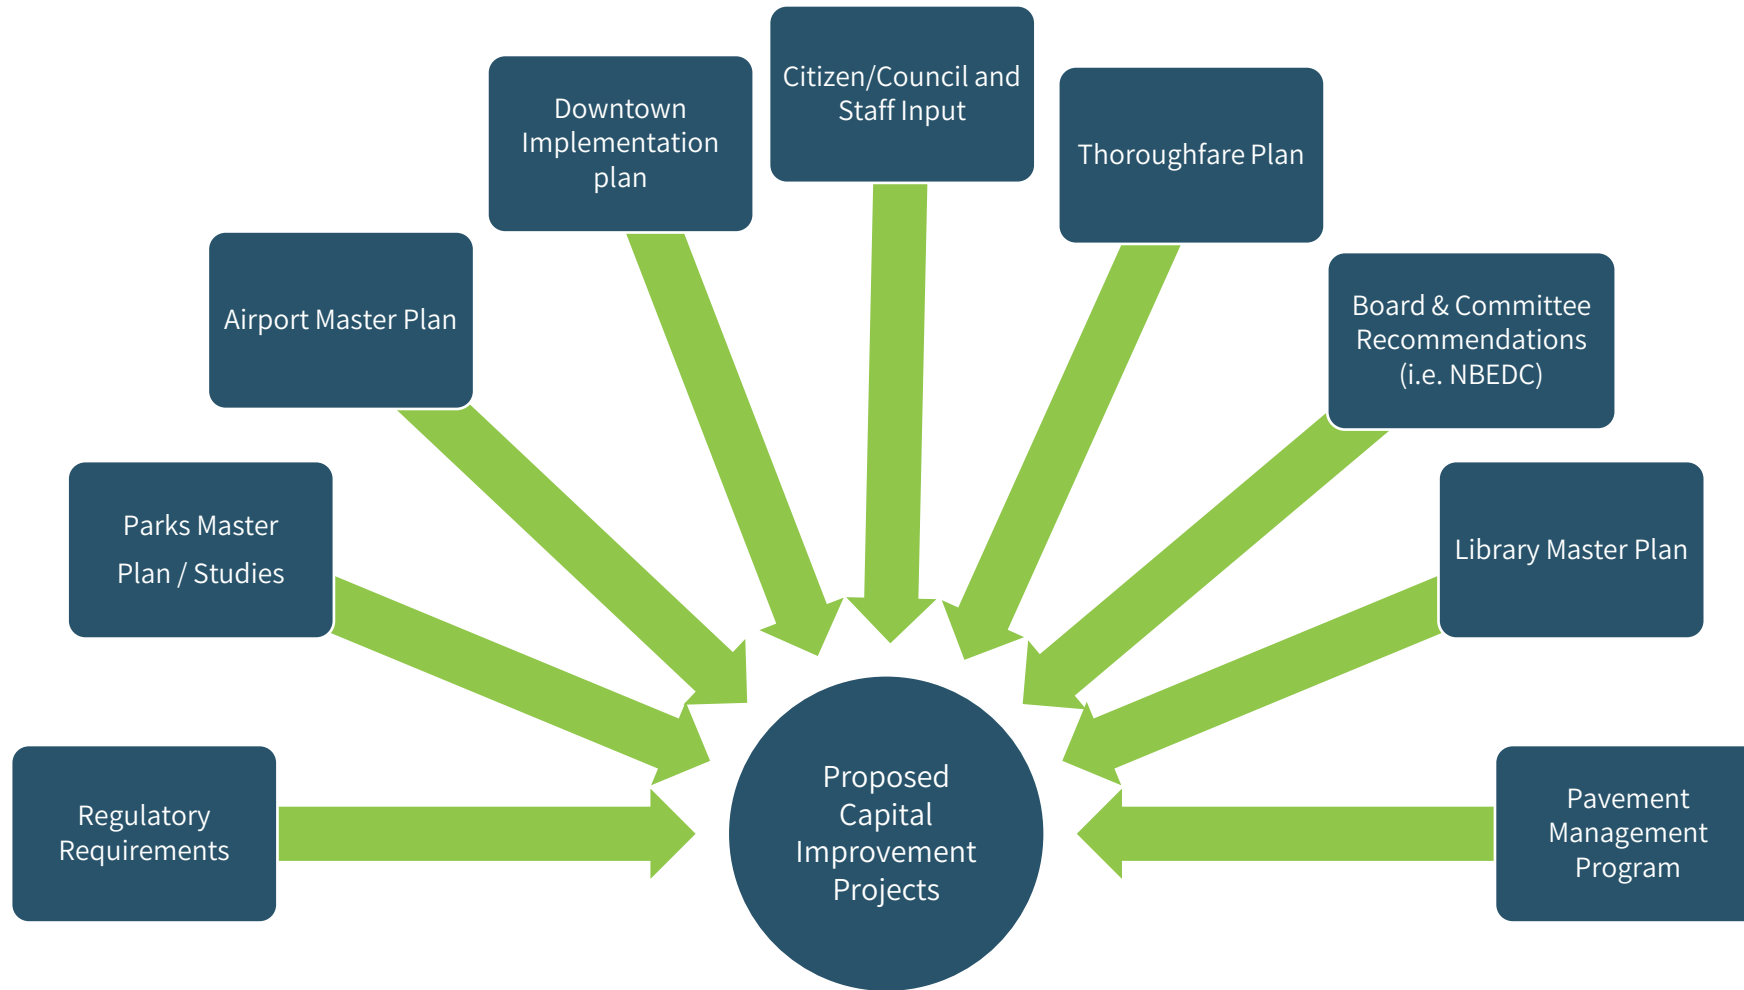 Citizen/Council and
Staff Input
Downtown
Implementation
plan
Thoroughfare Plan
Airport Master Plan
Board & Committee
Recommendations
(i.e. NBEDC)
Parks Master
Plan / Studies
Library Master Plan
Regulatory
Requirements
Proposed
Capital
Improvement
Projects
Pavement
Management
Program